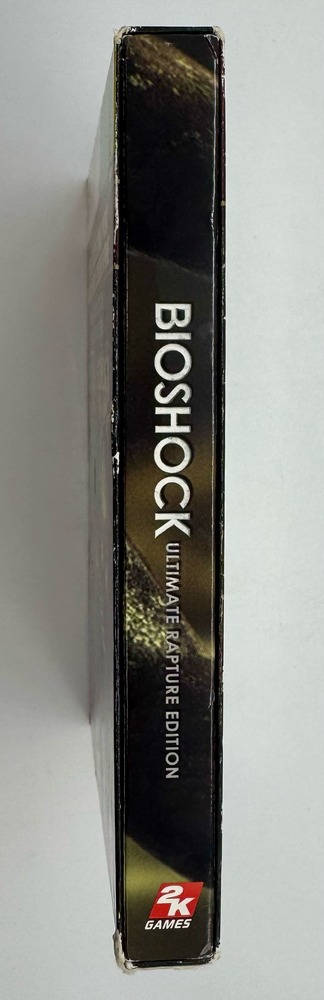 BIOSHOCK
ULTIMATE RAPTURE EDITION
2K
GAMES